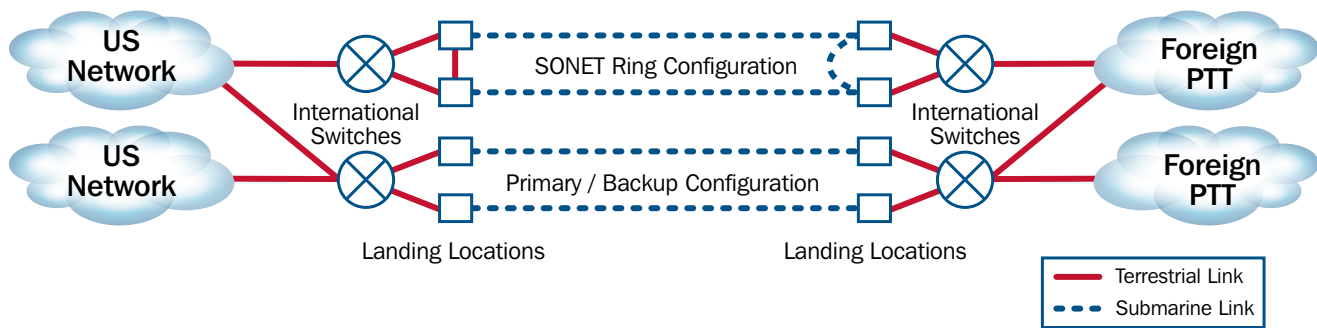 US
Network
SONET Ring Configuration
Foreign
PTT
International
Switches
International
Switches
US
Network
Primary / Backup Configuration
Foreign
PTT
Landing Locations
Landing Locations
Terrestrial Link
Submarine Link